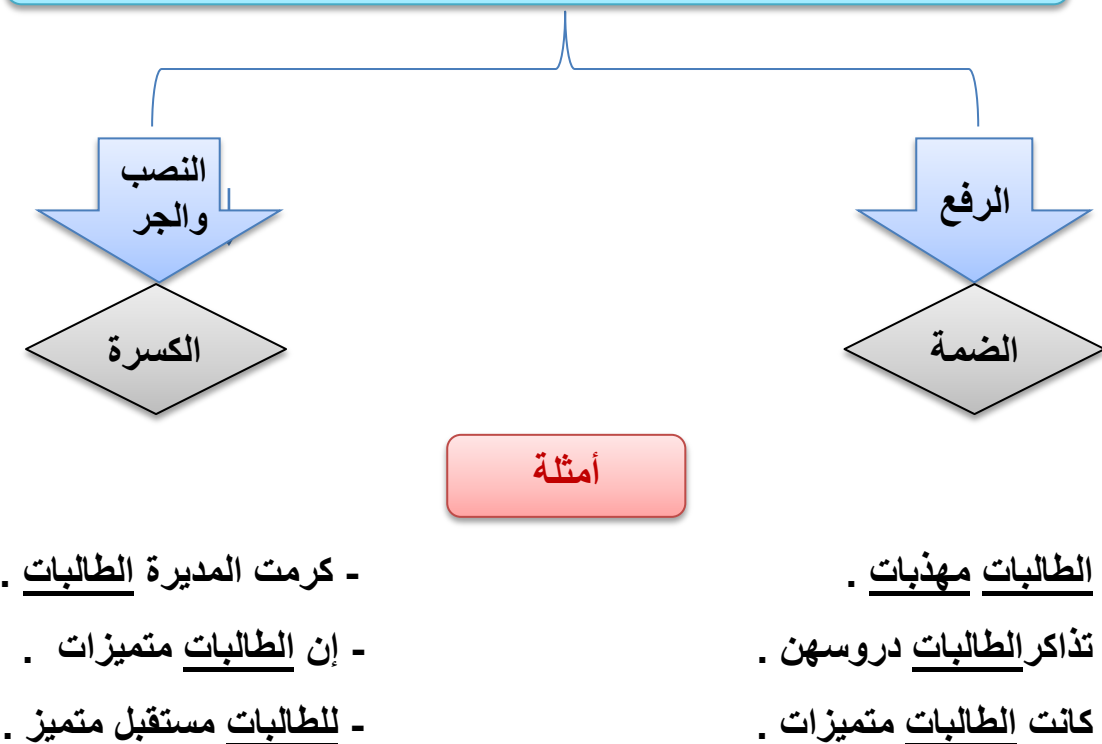 الرفع
النصب
والجر
الضمة
الكسرة
أمثلة
الطالبات مهذبات .
تذاكرالطالبات دروسهن .
كانت الطالبات متميزات .
- كرمت المديرة الطالبات .
- إن الطالبات متميزات .
- للطالبات مستقبل متميز .